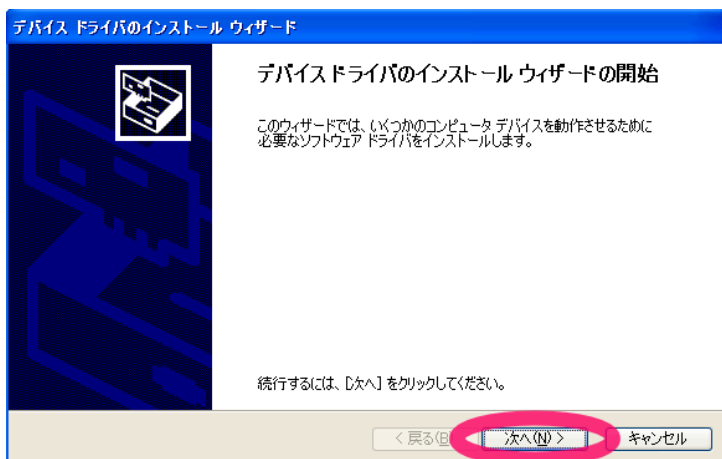 デバイス ドライバのインストール ウィザード
デバイス ドライバのインストール ウィザードの開始
このウィザードでは、いくつかのコンピュータ デバイスを動作させるために
必要なソフトウェア ドライバをインストールします。
続行するには、[次へ] をクリックしてください。
< 戻る(B 次へ(N) > キャンセル